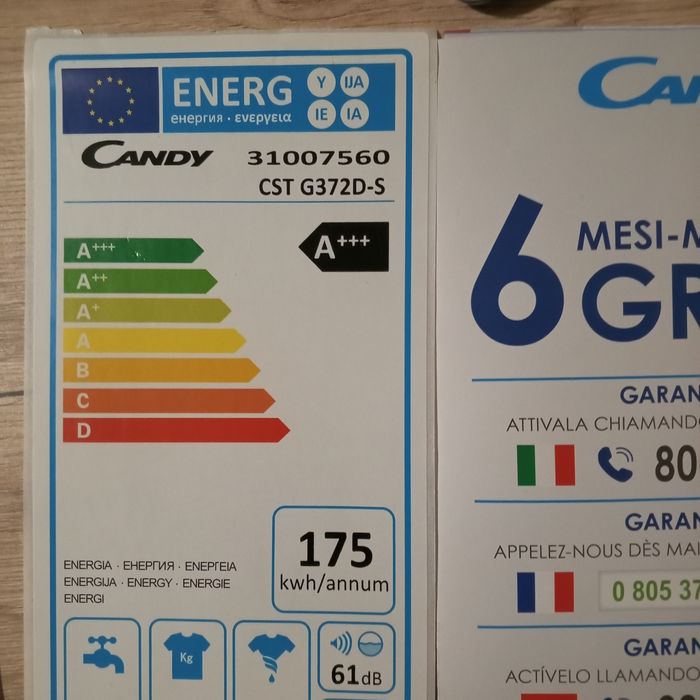 ENERG
Y IJA
IE IA
енергия · ενεργεια
CANDY 31007560
CST G372D-S
A+++
A+++
A++
A+
A
B
C
D
175
kwh/annum
ENERGIA · ЕНЕРГИЯ · ΕΝΕΡΓΕΙΑ
ENERGIJA · ENERGY · ENERGIE
ENERGI
Kg
61dB
6 MESI-
GR
GARAN
ATTIVALA CHIAMANDO
80
GARAN
APPELEZ-NOUS DÈS MAI
0 805 37
GARAN
ACTÍVELO LLAMANDO